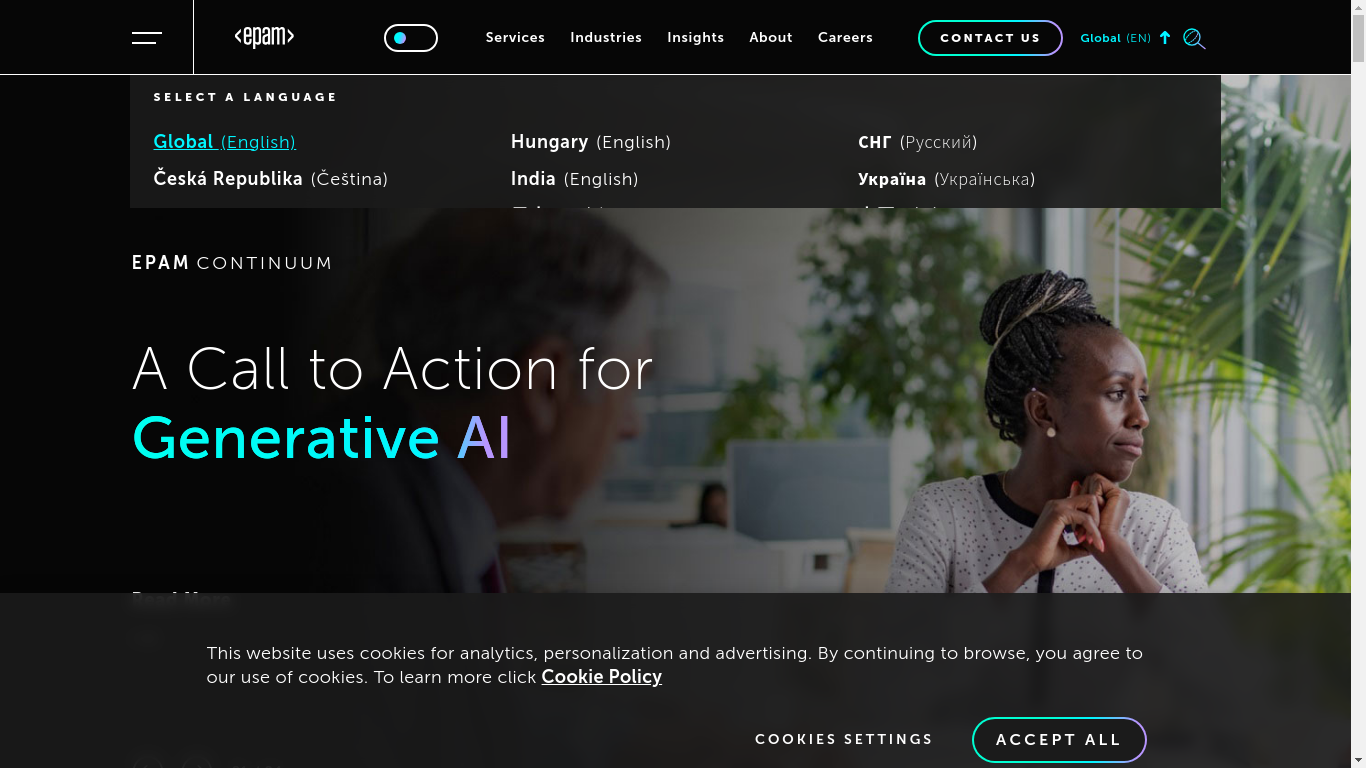 <epam>
Services Industries Insights About Careers CONTACT US Global (EN)
SELECT A LANGUAGE
Global (English) Hungary (English) СНГ (Русский)
Česká Republika (Čeština) India (English) Україна (Українська)
EPAM CONTINUUM
A Call to Action for
Generative AI
Read More
This website uses cookies for analytics, personalization and advertising. By continuing to browse, you agree to
our use of cookies. To learn more click Cookie Policy
COOKIES SETTINGS ACCEPT ALL